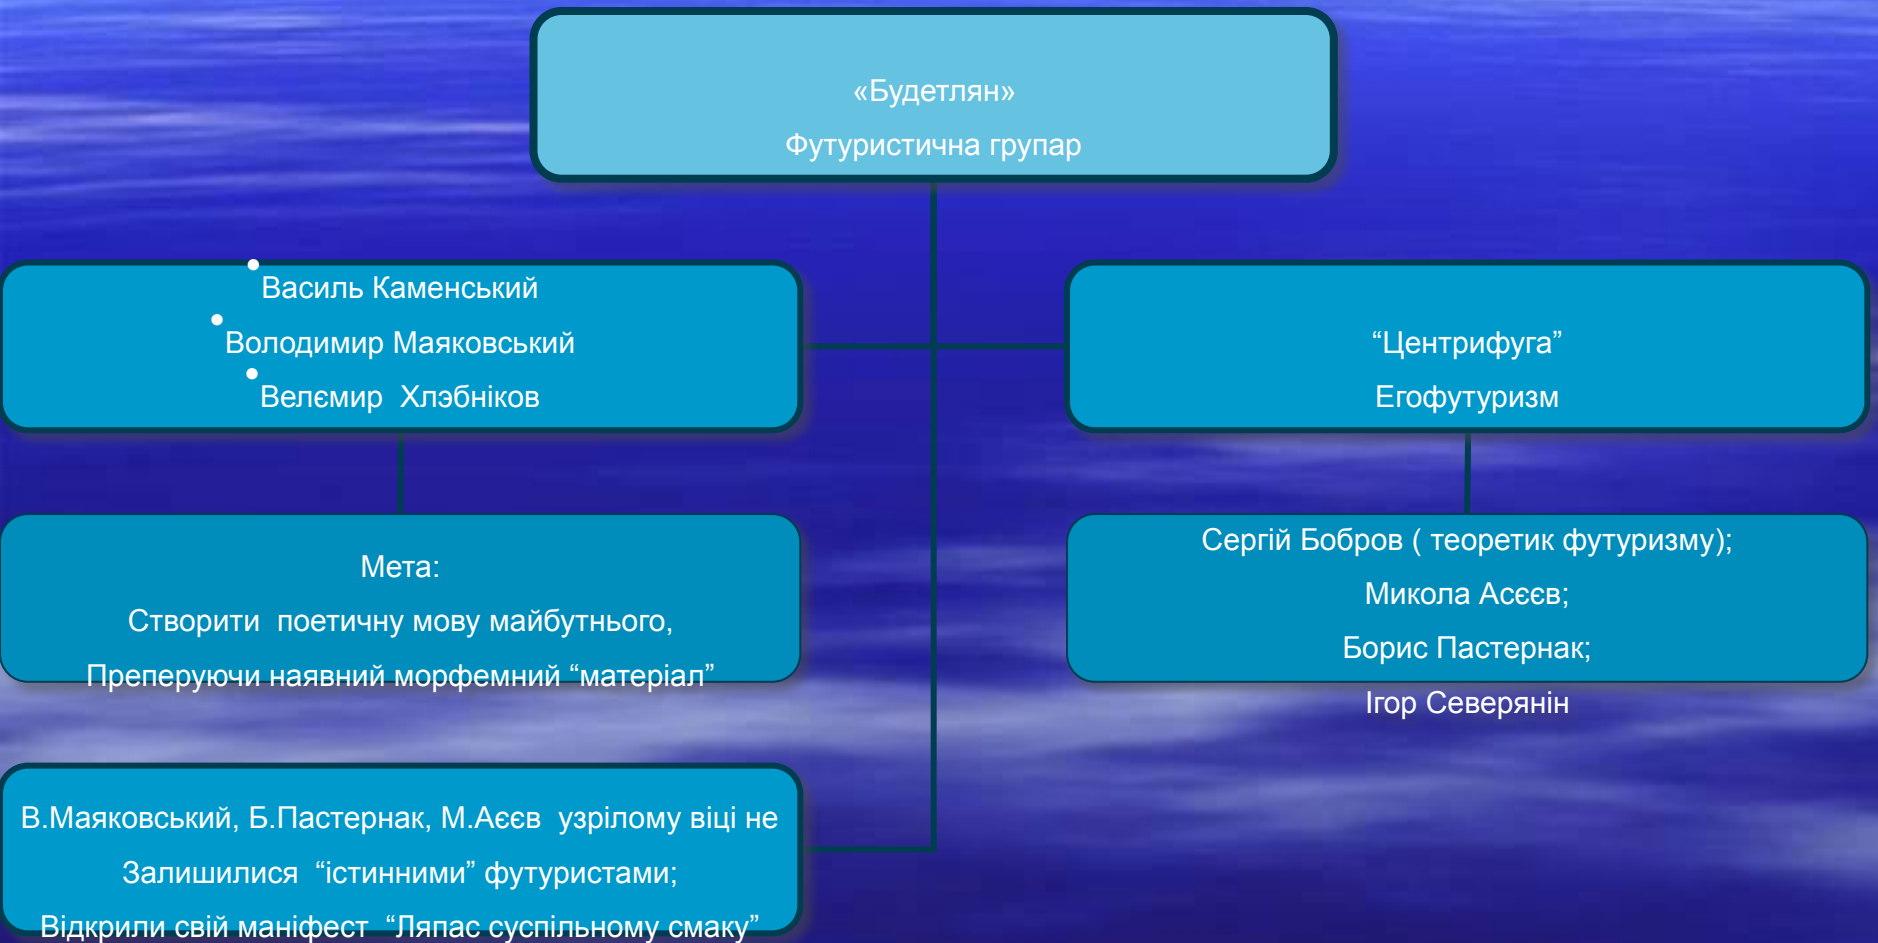 «Будетлян»
Футуристична групар
• Василь Каменський
• Володимир Маяковський
• Велємир Хлэбніков
“Центрифуга”
Егофутуризм
Мета:
Створити поетичну мову майбутнього,
Преперуючи наявний морфемний “матеріал”
Сергій Бобров ( теоретик футуризму);
Микола Асєєв;
Борис Пастернак;
Ігор Северянін
В.Маяковський, Б.Пастернак, М.Аєєв узрілому віці не
Залишилися “істинними” футуристами;
Відкрили свій маніфест “Ляпас суспільному смаку”